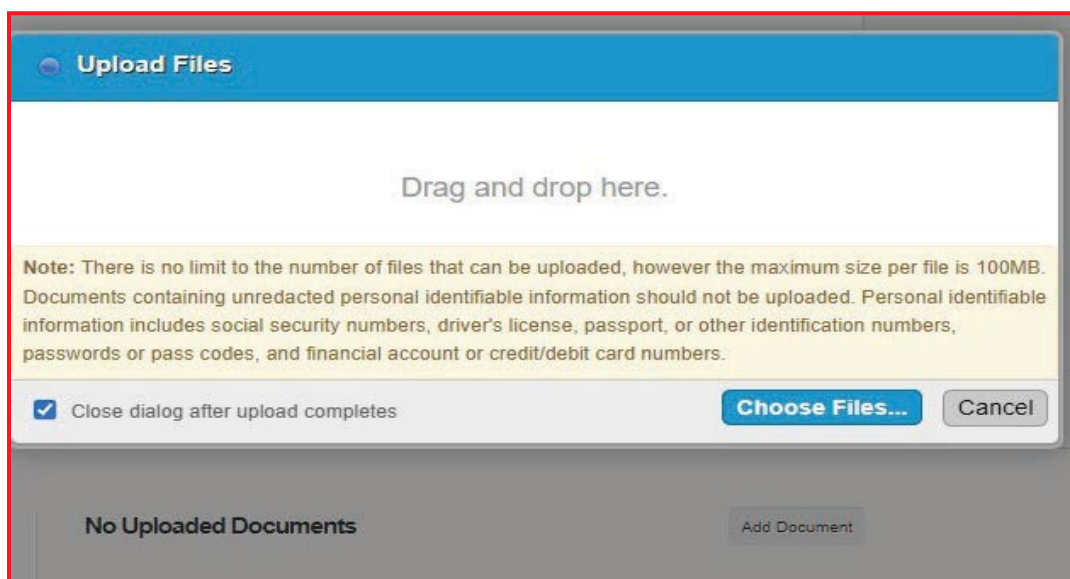 Upload Files
Drag and drop here.
Note: There is no limit to the number of files that can be uploaded, however the maximum size per file is 100MB.
Documents containing unredacted personal identifiable information should not be uploaded. Personal identifiable
information includes social security numbers, driver's license, passport, or other identification numbers,
passwords or pass codes, and financial account or credit/debit card numbers.
Close dialog after upload completes
Choose Files...
Cancel
No Uploaded Documents
Add Document